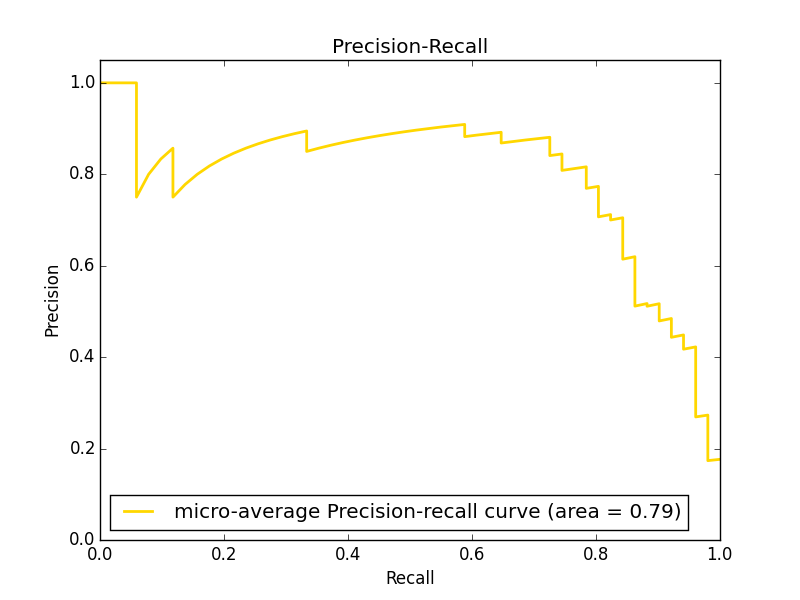 Precision-Recall
1.0
0.8
0.6
0.4
0.2
0.0
Precision
micro-average Precision-recall curve (area = 0.79)
0.0 0.2 0.4 0.6 0.8 1.0
Recall